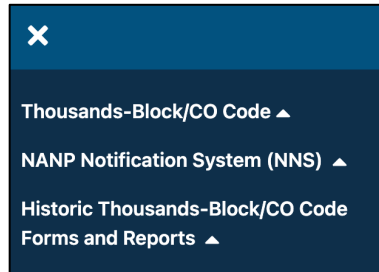 Thousands-Block/CO Code
NANP Notification System (NNS)
Historic Thousands-Block/CO Code
Forms and Reports